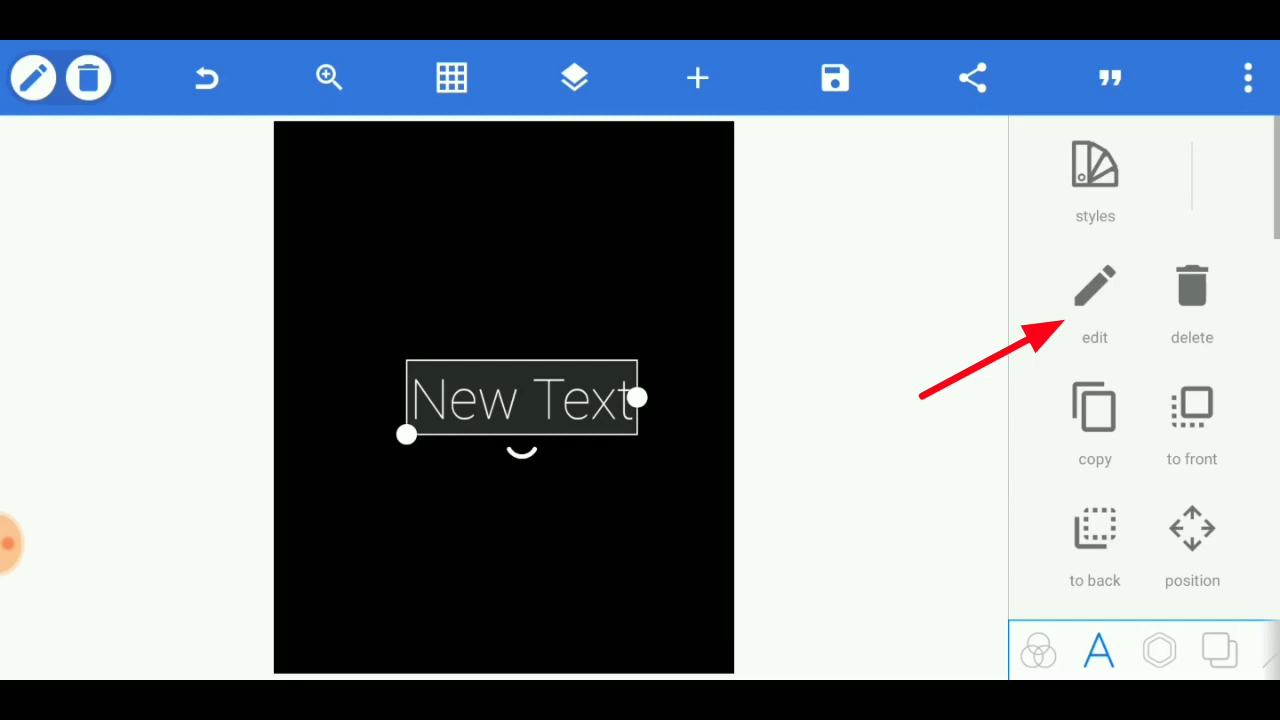 styles
edit delete
New Text
copy to front
to back position